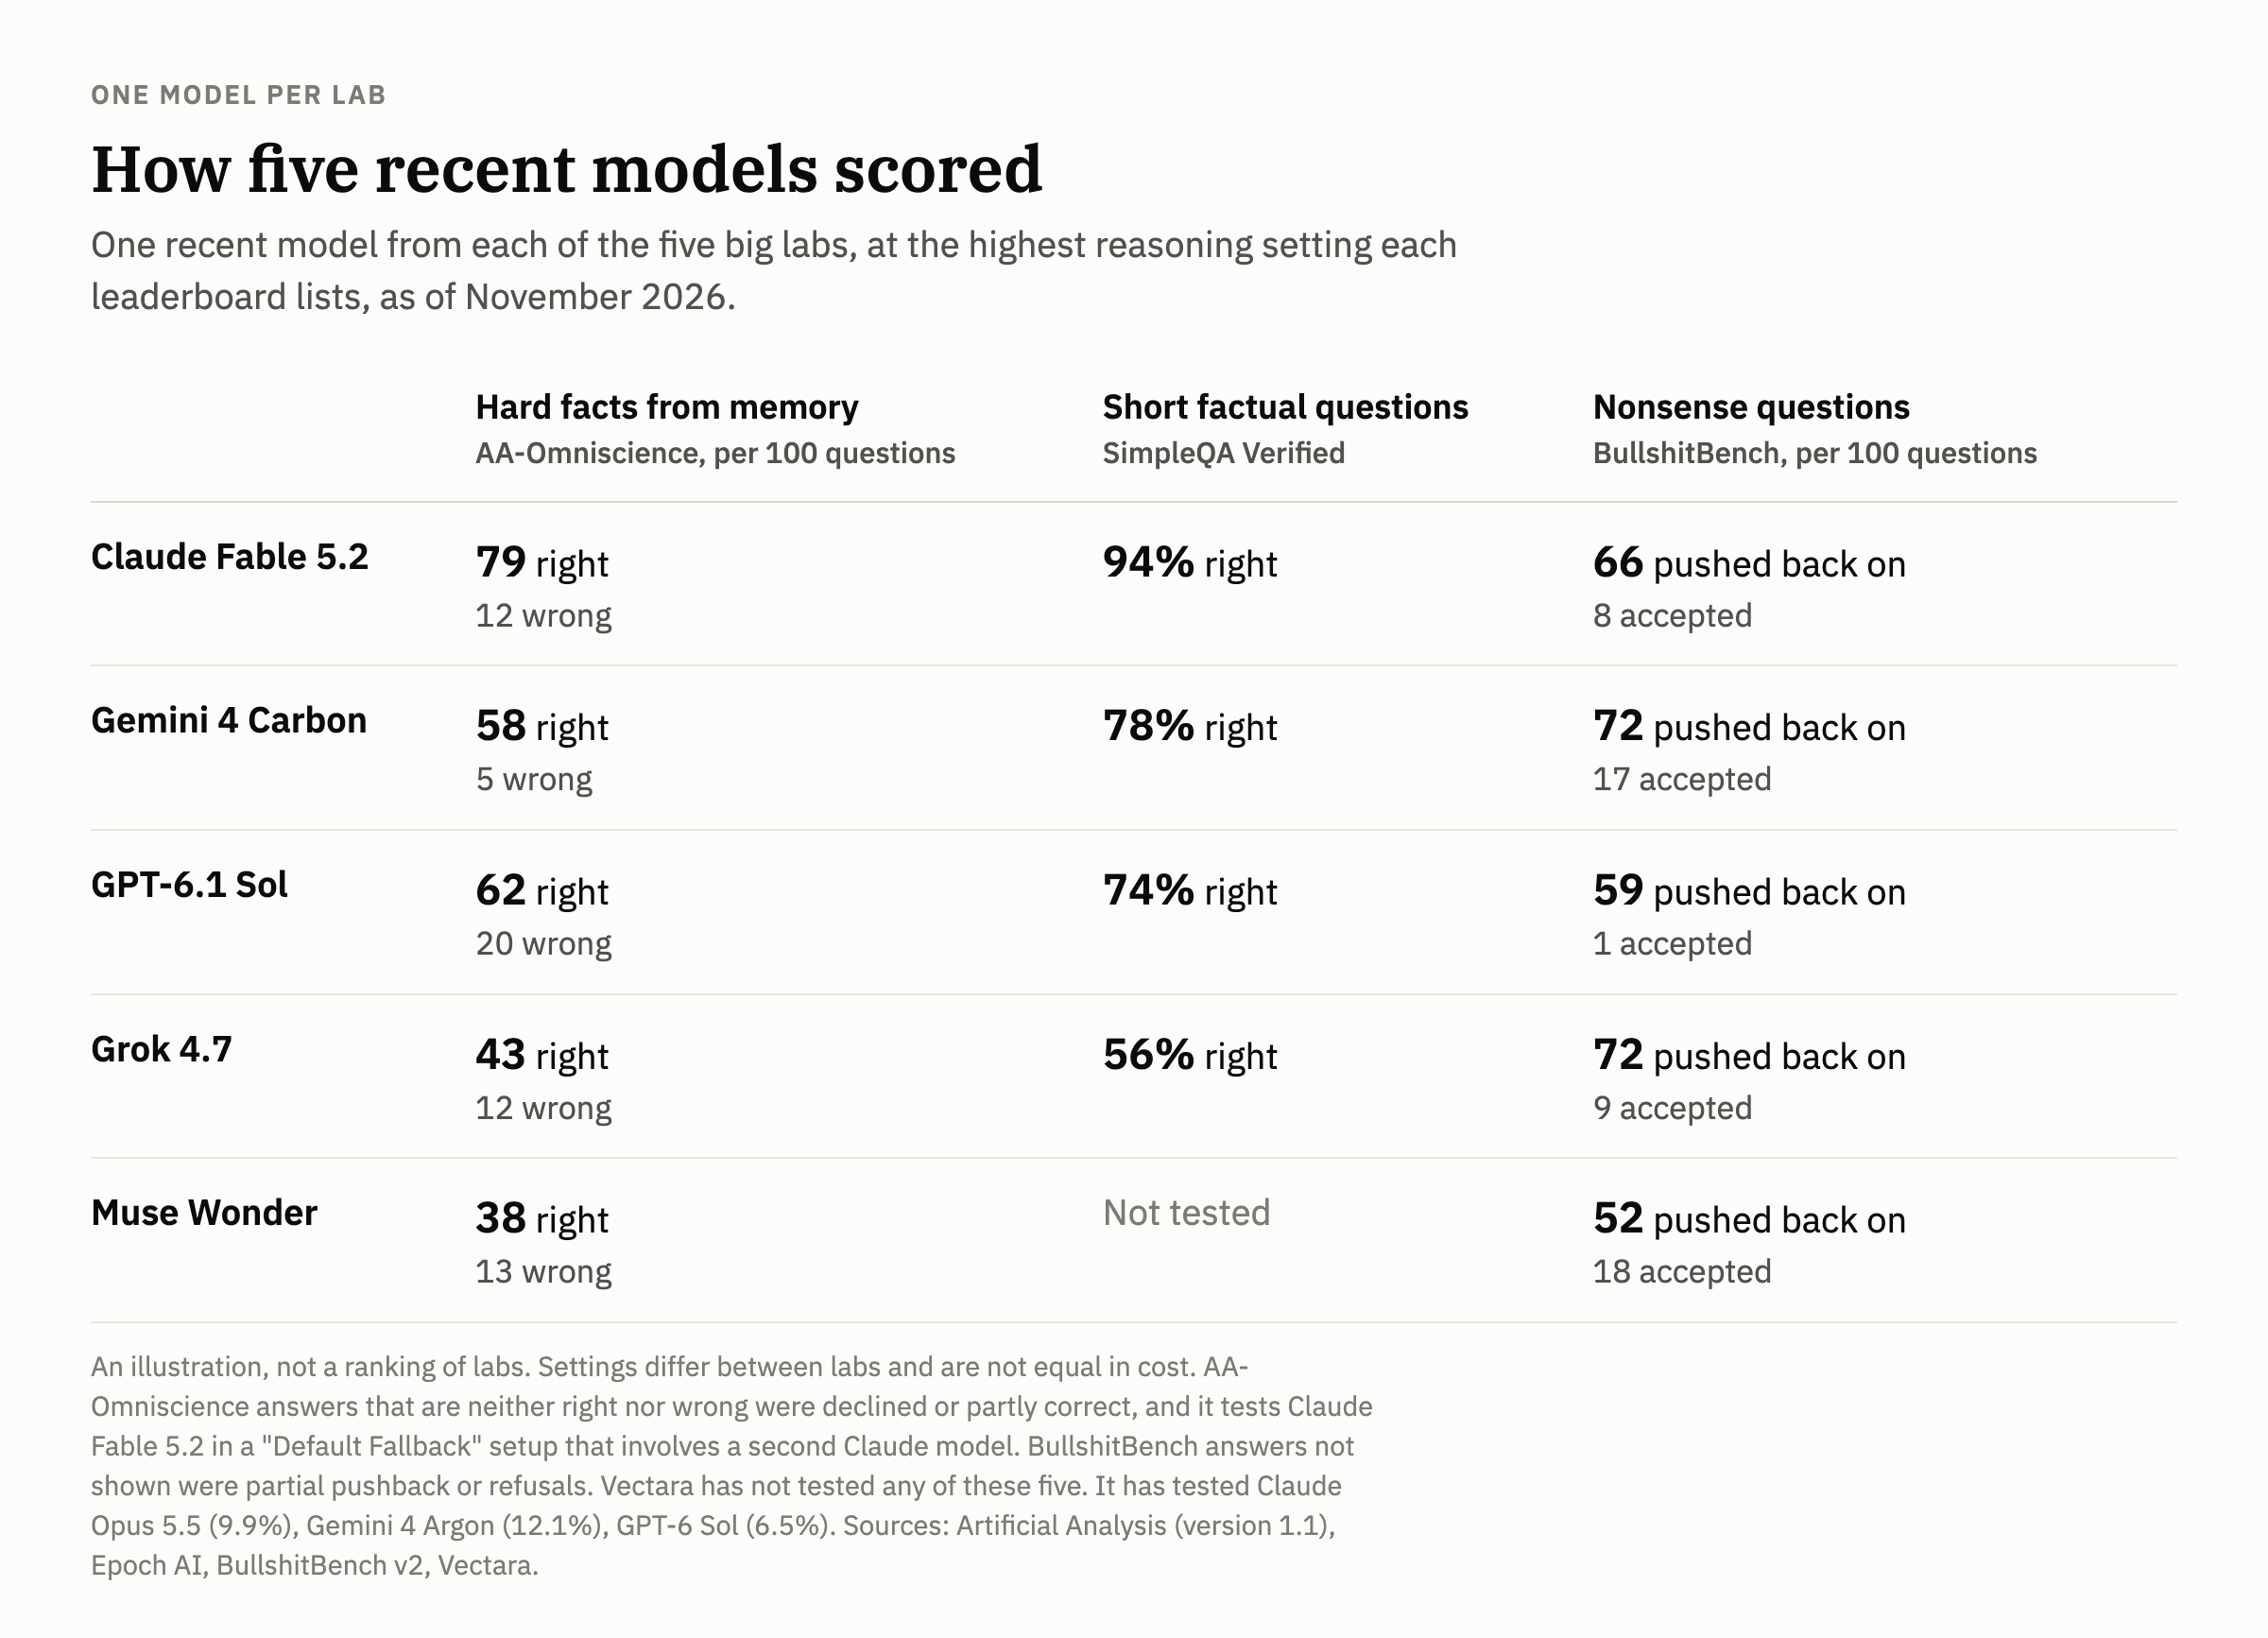 ONE MODEL PER LAB
How five recent models scored
One recent model from each of the five big labs, at the highest reasoning setting each
leaderboard lists, as of November 2026.
Hard facts from memory
AA-Omniscience, per 100 questions
Short factual questions
SimpleQA Verified
Nonsense questions
BullshitBench, per 100 questions
Claude Fable 5.2
79 right
12 wrong
94% right
66 pushed back on
8 accepted
Gemini 4 Carbon
58 right
5 wrong
78% right
72 pushed back on
17 accepted
GPT-6.1 Sol
62 right
20 wrong
74% right
59 pushed back on
1 accepted
Grok 4.7
43 right
12 wrong
56% right
72 pushed back on
9 accepted
Muse Wonder
38 right
13 wrong
Not tested
52 pushed back on
18 accepted
An illustration, not a ranking of labs. Settings differ between labs and are not equal in cost. AA-
Omniscience answers that are neither right nor wrong were declined or partly correct, and it tests Claude
Fable 5.2 in a "Default Fallback" setup that involves a second Claude model. BullshitBench answers not
shown were partial pushback or refusals. Vectara has not tested any of these five. It has tested Claude
Opus 5.5 (9.9%), Gemini 4 Argon (12.1%), GPT-6 Sol (6.5%). Sources: Artificial Analysis (version 1.1),
Epoch AI, BullshitBench v2, Vectara.